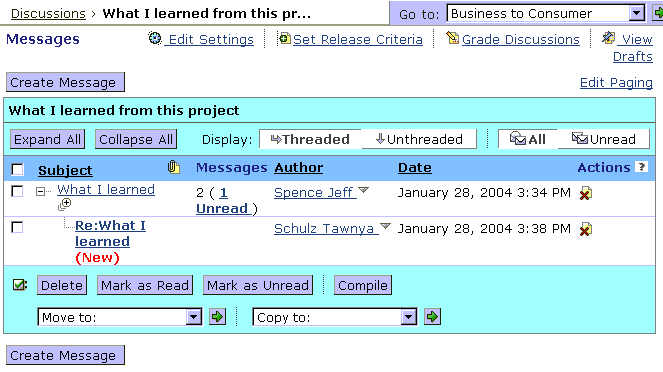 Discussions > What I learned from this pr...
Go to: Business to Consumer
Messages
Edit Settings
Set Release Criteria
Grade Discussions
View Drafts
Create Message
Edit Paging
What I learned from this project
Expand All Collapse All Display: Threaded Unthreaded All Unread
Subject Messages Author Date Actions ?
What I learned 2 ( 1 Spence Jeff January 28, 2004 3:34 PM
Unread )
Re:What I Schulz Tawnya January 28, 2004 3:38 PM
learned
(New)
Delete Mark as Read Mark as Unread Compile
Move to: Copy to:
Create Message